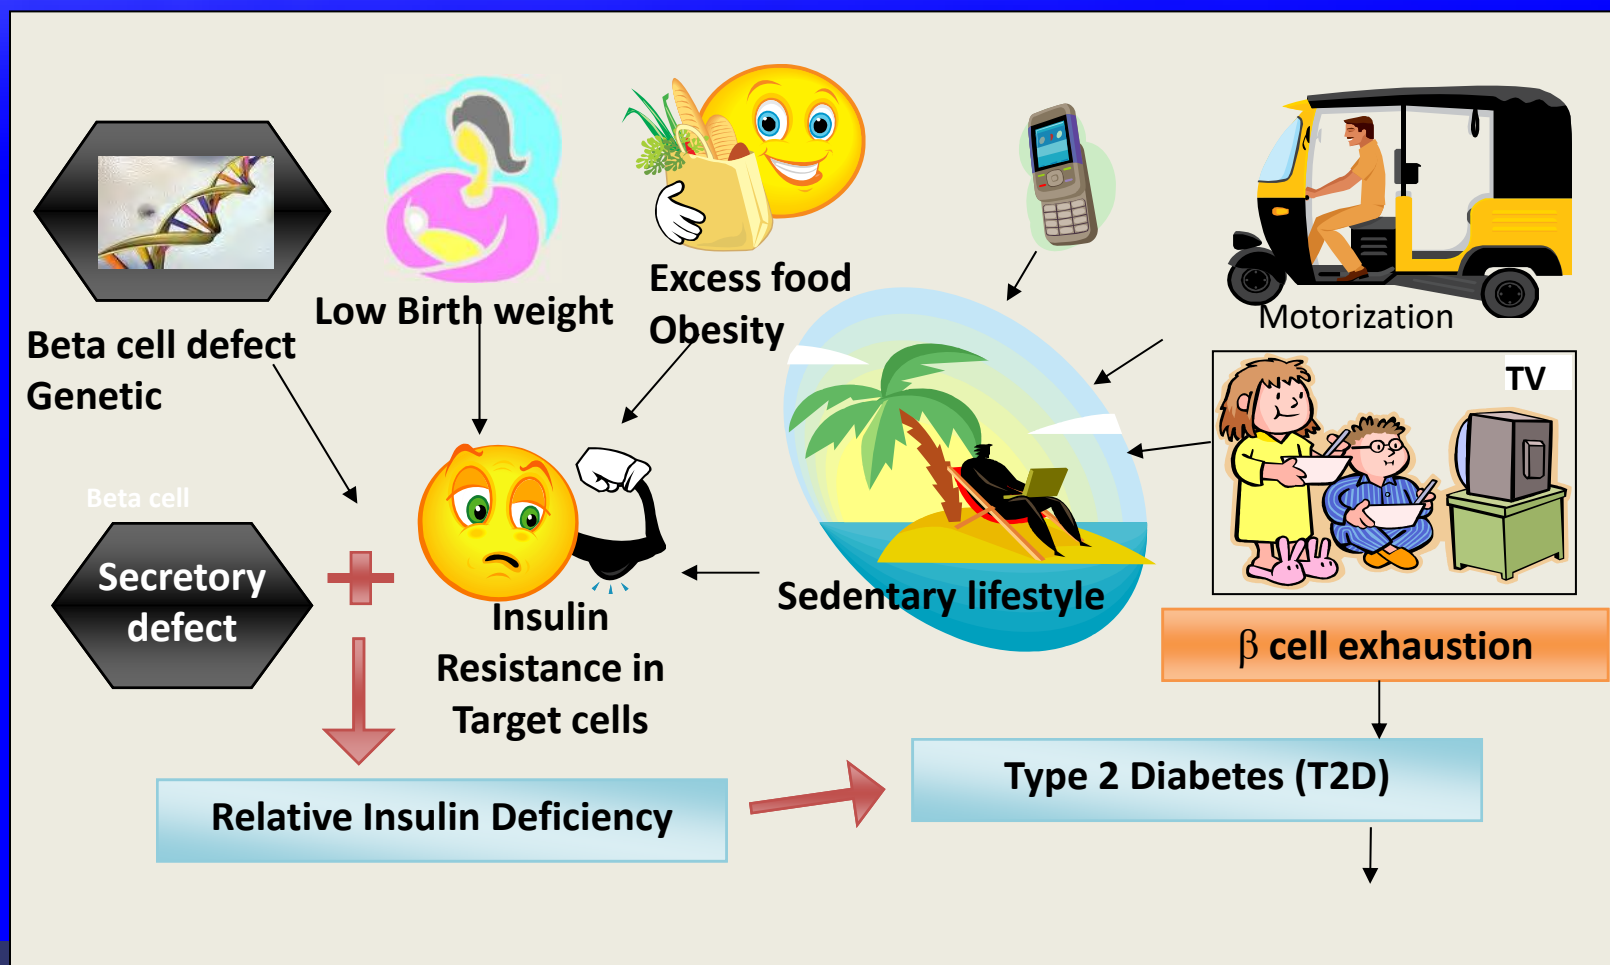 Low Birth weight
Excess food
Obesity
Motorization
Beta cell defect
Genetic
TV
Beta cell
Secretory
defect
Insulin
Resistance in
Target cells
Sedentary lifestyle
β cell exhaustion
Relative Insulin Deficiency
Type 2 Diabetes (T2D)